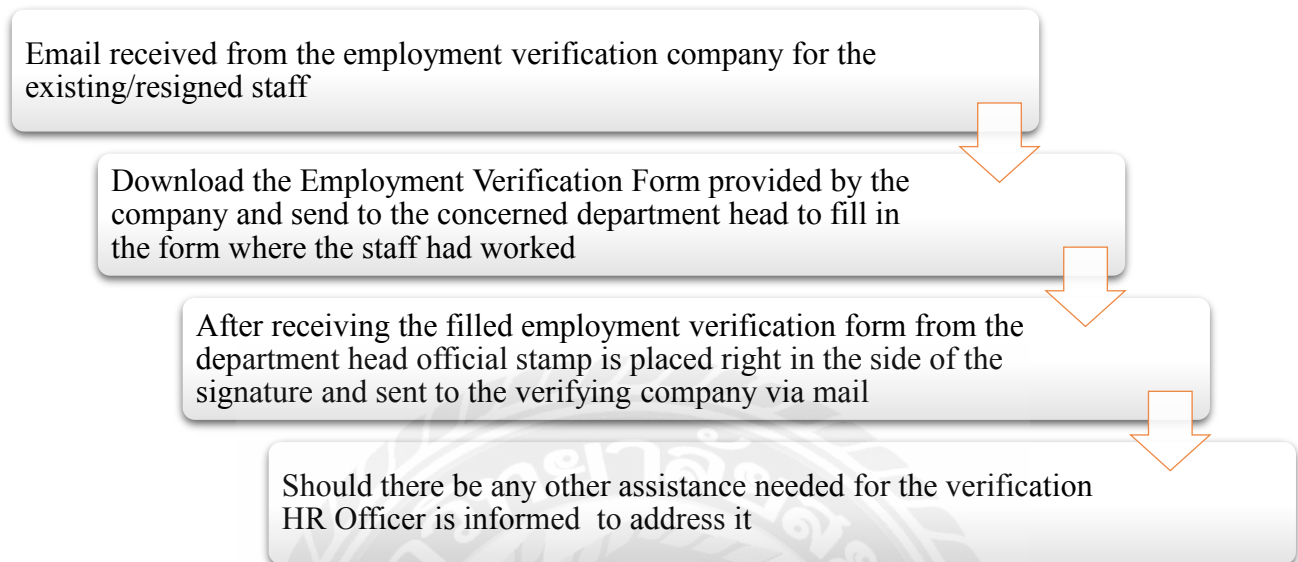 Email received from the employment verification company for the
existing/resigned staff
Download the Employment Verification Form provided by the
company and send to the concerned department head to fill in
the form where the staff had worked
After receiving the filled employment verification form from the
department head official stamp is placed right in the side of the
signature and sent to the verifying company via mail
Should there be any other assistance needed for the verification
HR Officer is informed  to address it